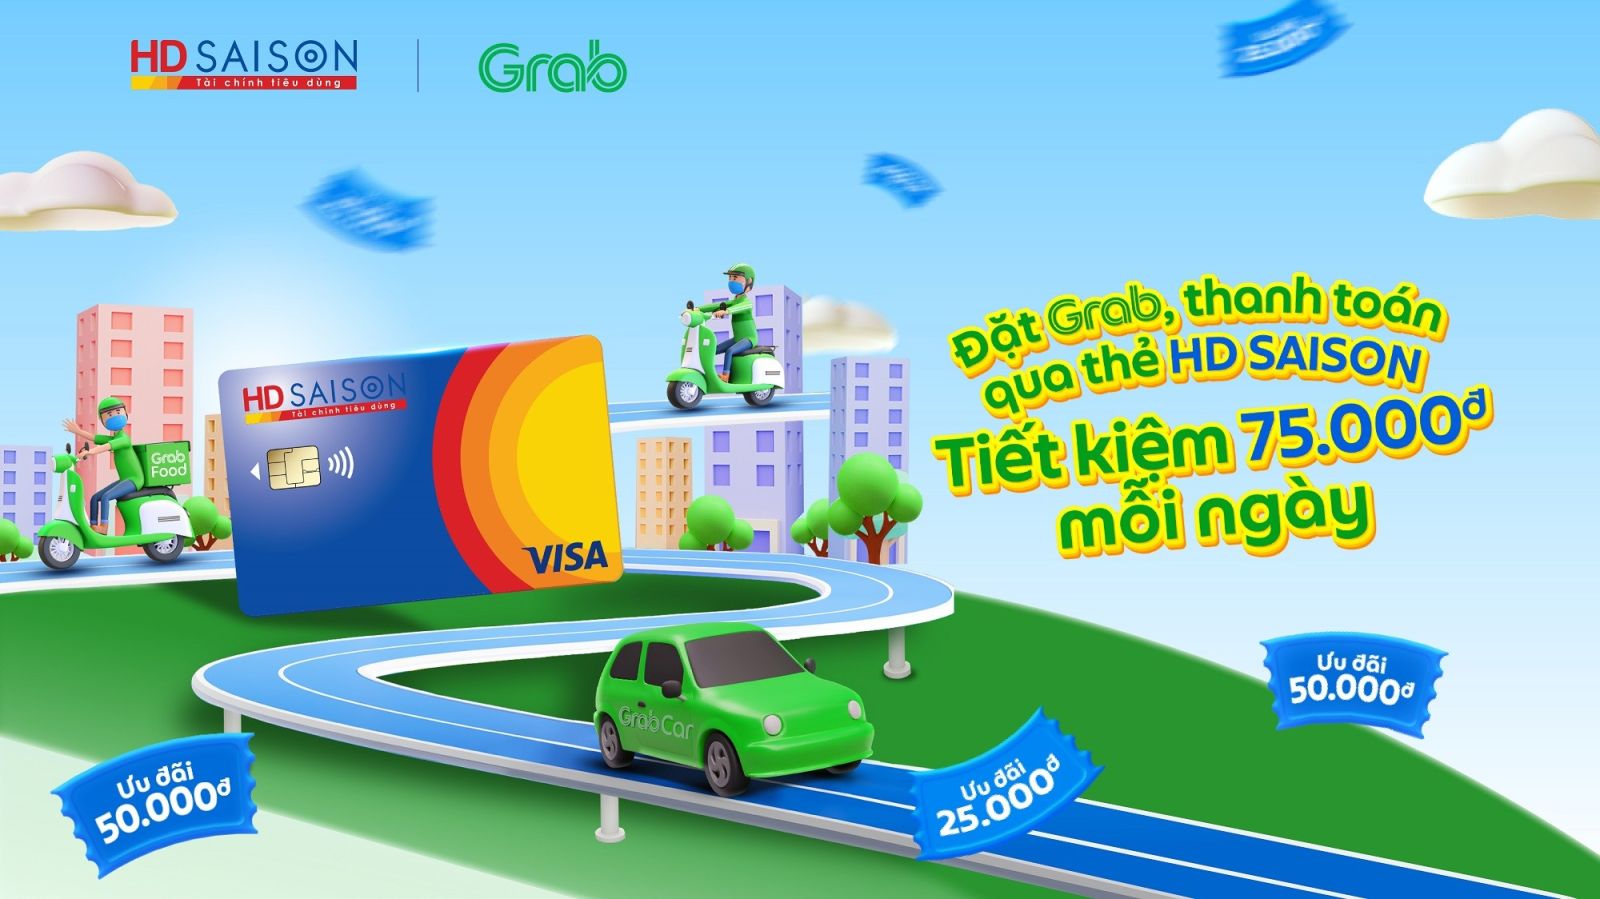 HD SAISON
Tài chính tiêu dùng
Grab
Đặt Grab, thanh toán
qua thẻ HD SAISON
Tiết kiệm 75.000đ
mỗi ngày
HD SAISON
Tài chính tiêu dùng
VISA
Grab
Food
GrabCar
Ưu đãi
50.000đ
Ưu đãi
25.000đ
Ưu đãi
50.000đ